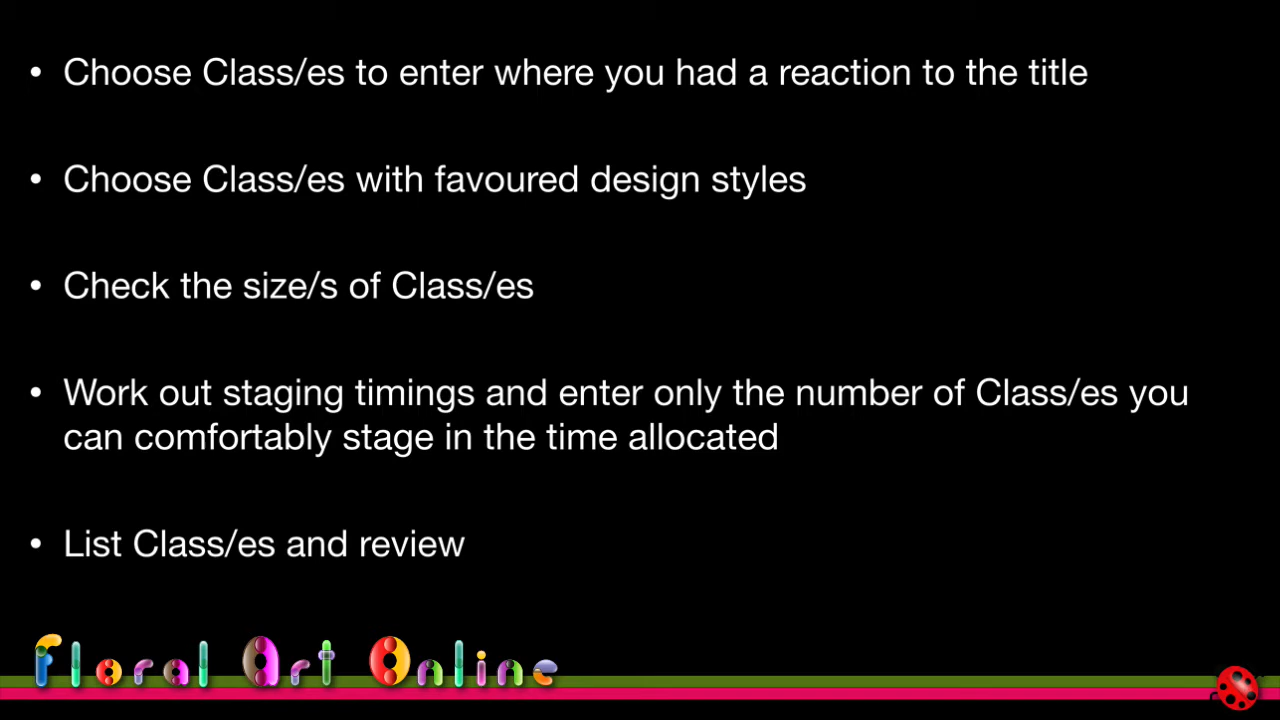 • Choose Class/es to enter where you had a reaction to the title
• Choose Class/es with favoured design styles
• Check the size/s of Class/es
• Work out staging timings and enter only the number of Class/es you
can comfortably stage in the time allocated
• List Class/es and review
Floral Art Online